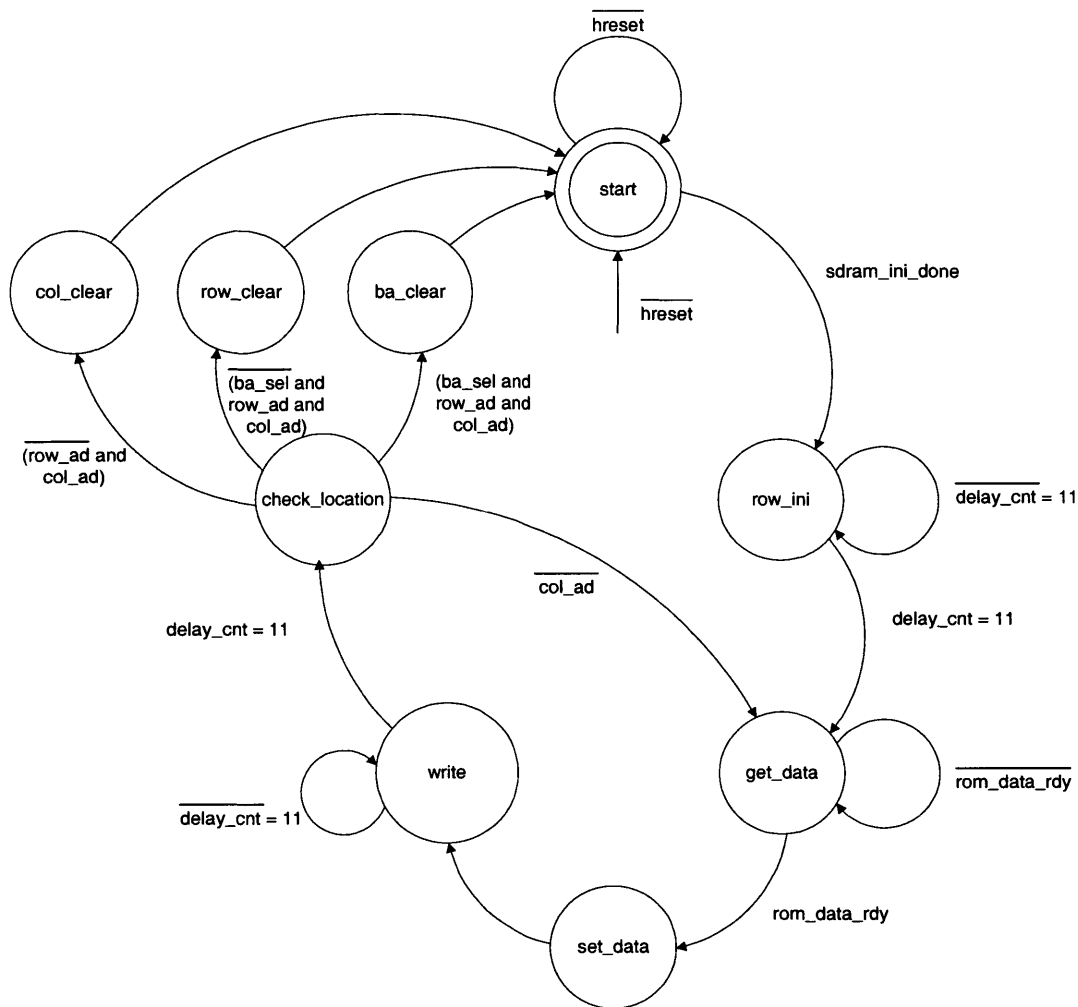 hreset
start
sdram_ini_done
col_clear
row_clear
ba_clear
hreset
(ba_sel and
row_ad and
col_ad)
(ba_sel and
row_ad and
col_ad)
(row_ad and
col_ad)
check_location
row_ini
delay_cnt = 11
col_ad
delay_cnt = 11
delay_cnt = 11
write
get_data
rom_data_rdy
delay_cnt = 11
rom_data_rdy
set_data